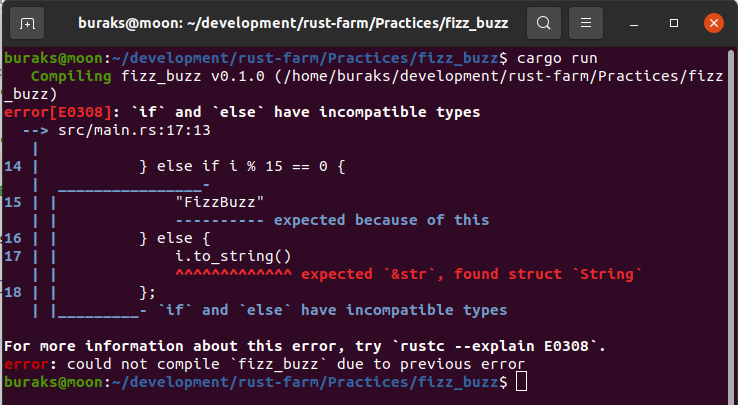 buraks@moon: ~/development/rust-farm/Practices/fizz_buzz
buraks@moon:~/development/rust-farm/Practices/fizz_buzz$ cargo run
   Compiling fizz_buzz v0.1.0 (/home/buraks/development/rust-farm/Practices/fizz
_buzz)
error[E0308]: `if` and `else` have incompatible types
  --> src/main.rs:17:13
   |
14 |           } else if i % 15 == 0 {
   |  _________________-
15 | |             "FizzBuzz"
   | |             ---------- expected because of this
16 | |         } else {
17 | |             i.to_string()
   | |             ^^^^^^^^^^^^^ expected `&str`, found struct `String`
18 | |         };
   | |_________- `if` and `else` have incompatible types

For more information about this error, try `rustc --explain E0308`.
error: could not compile `fizz_buzz` due to previous error
buraks@moon:~/development/rust-farm/Practices/fizz_buzz$